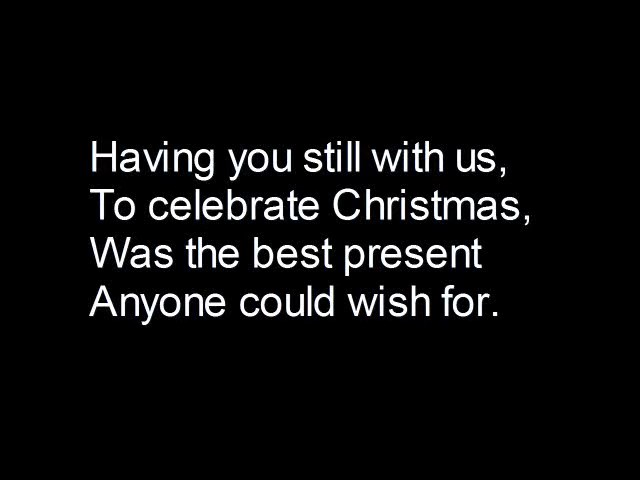 Having you still with us,
To celebrate Christmas,
Was the best present
Anyone could wish for.